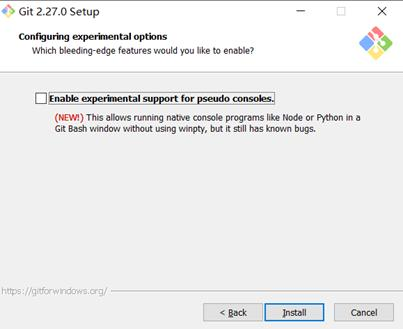 Git 2.27.0 Setup
Configuring experimental options
Which bleeding-edge features would you like to enable?
Enable experimental support for pseudo consoles.
(NEW!) This allows running native console programs like Node or Python in a
Git Bash window without using winpty, but it still has known bugs.
https://gitforwindows.org/
< Back
Install
Cancel